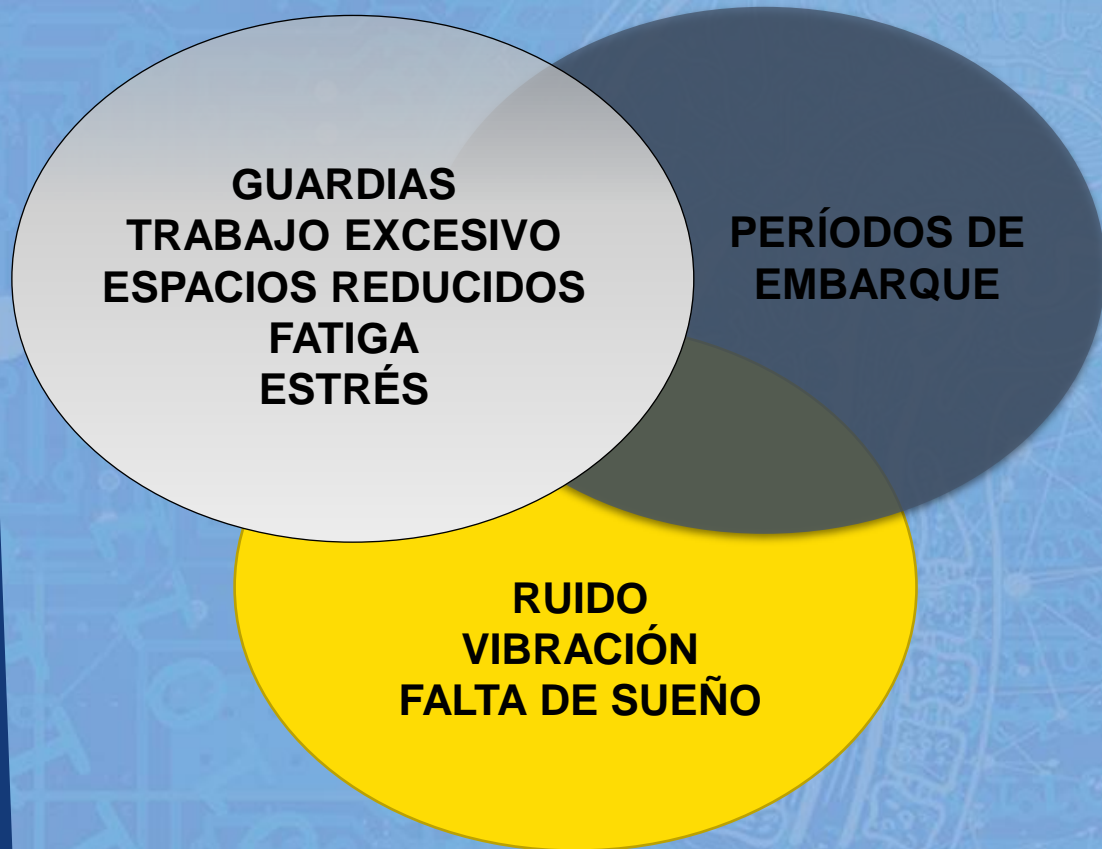 GUARDIAS
TRABAJO EXCESIVO
ESPACIOS REDUCIDOS
FATIGA
ESTRÉS
PERÍODOS DE
EMBARQUE
RUIDO
VIBRACIÓN
FALTA DE SUEÑO